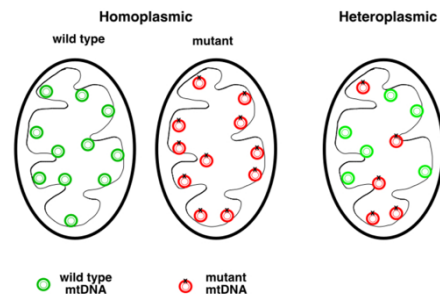 Homoplasmic
Heteroplasmic
wild type
mutant
wild type
mtDNA
mutant
mtDNA